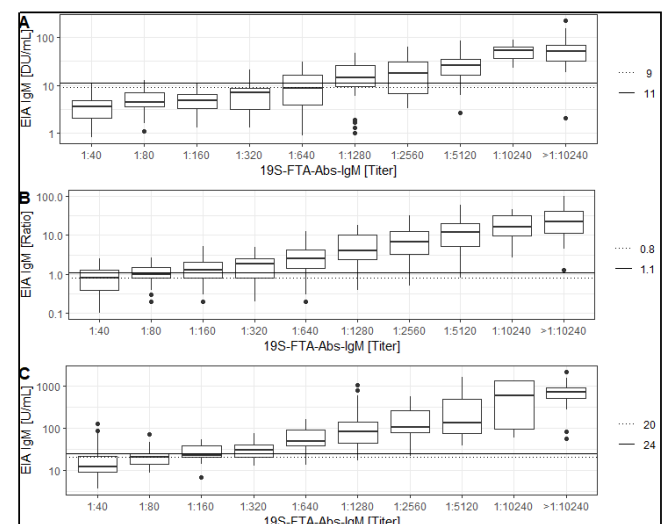 A
EIA IgM [DU/mL]
100
10
1
1:40 1:80 1:160 1:320 1:640 1:1280 1:2560 1:5120 1:10240 >1:10240
19S-FTA-Abs-IgM [Titer]
9
11
B
EIA IgM [Ratio]
100.0
10.0
1.0
0.1
1:40 1:80 1:160 1:320 1:640 1:1280 1:2560 1:5120 1:10240 >1:10240
19S-FTA-Abs-IgM [Titer]
0.8
1.1
C
EIA IgM [U/mL]
1000
100
10
1:40 1:80 1:160 1:320 1:640 1:1280 1:2560 1:5120 1:10240 >1:10240
19S-FTA-Abs-IgM [Titer]
20
24